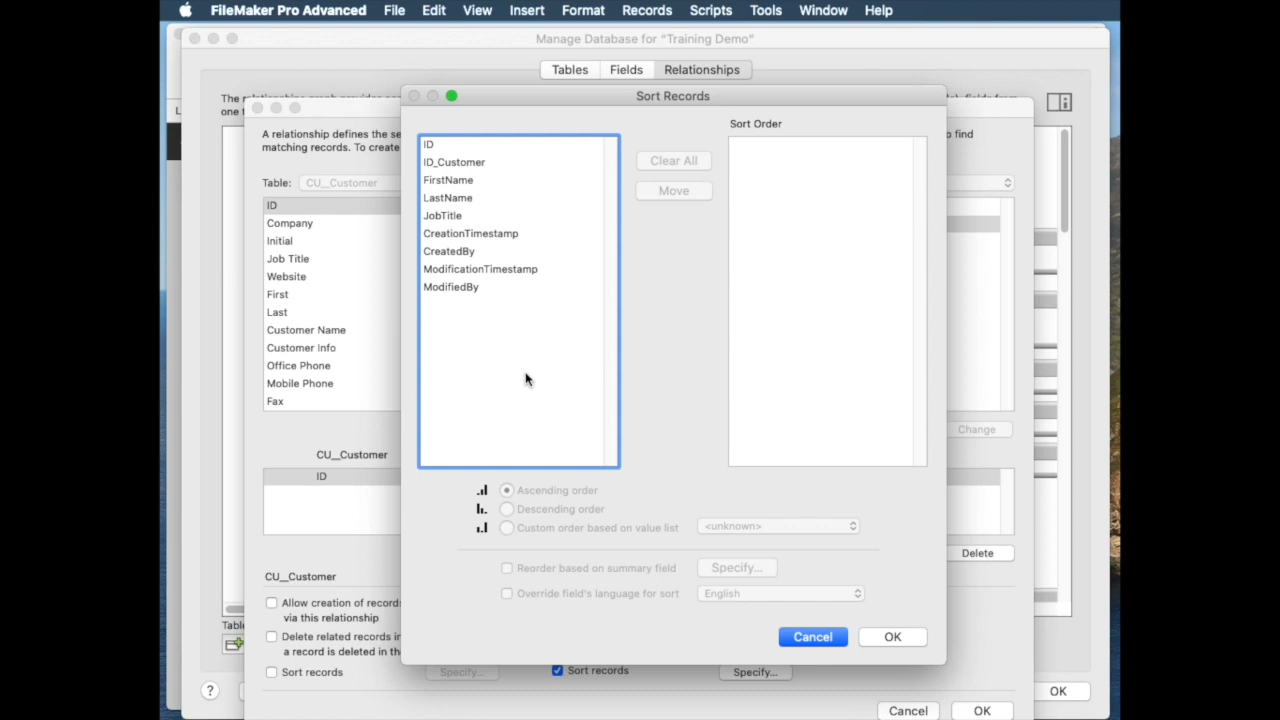 FileMaker Pro Advanced File Edit View Insert Format Records Scripts Tools Window Help
Manage Database for "Training Demo"
Tables Fields Relationships
Sort Records
A relationship defines the se
matching records. To create
o find
Table: CU__Customer
ID
Company
Initial
Job Title
Website
First
Last
Customer Name
Customer Info
Office Phone
Mobile Phone
Fax
Sort Order
ID
ID_Customer
FirstName
LastName
JobTitle
CreationTimestamp
CreatedBy
ModificationTimestamp
ModifiedBy
Clear All
Move
Change
CU__Customer
ID
Ascending order
Descending order
Custom order based on value list <unknown>
Reorder based on summary field Specify...
Override field's language for sort English
Cancel OK
Delete
CU__Customer
Allow creation of records
via this relationship
Delete related records in
a record is deleted in the
Sort records Specify... Sort records Specify...
Cancel OK
? OK